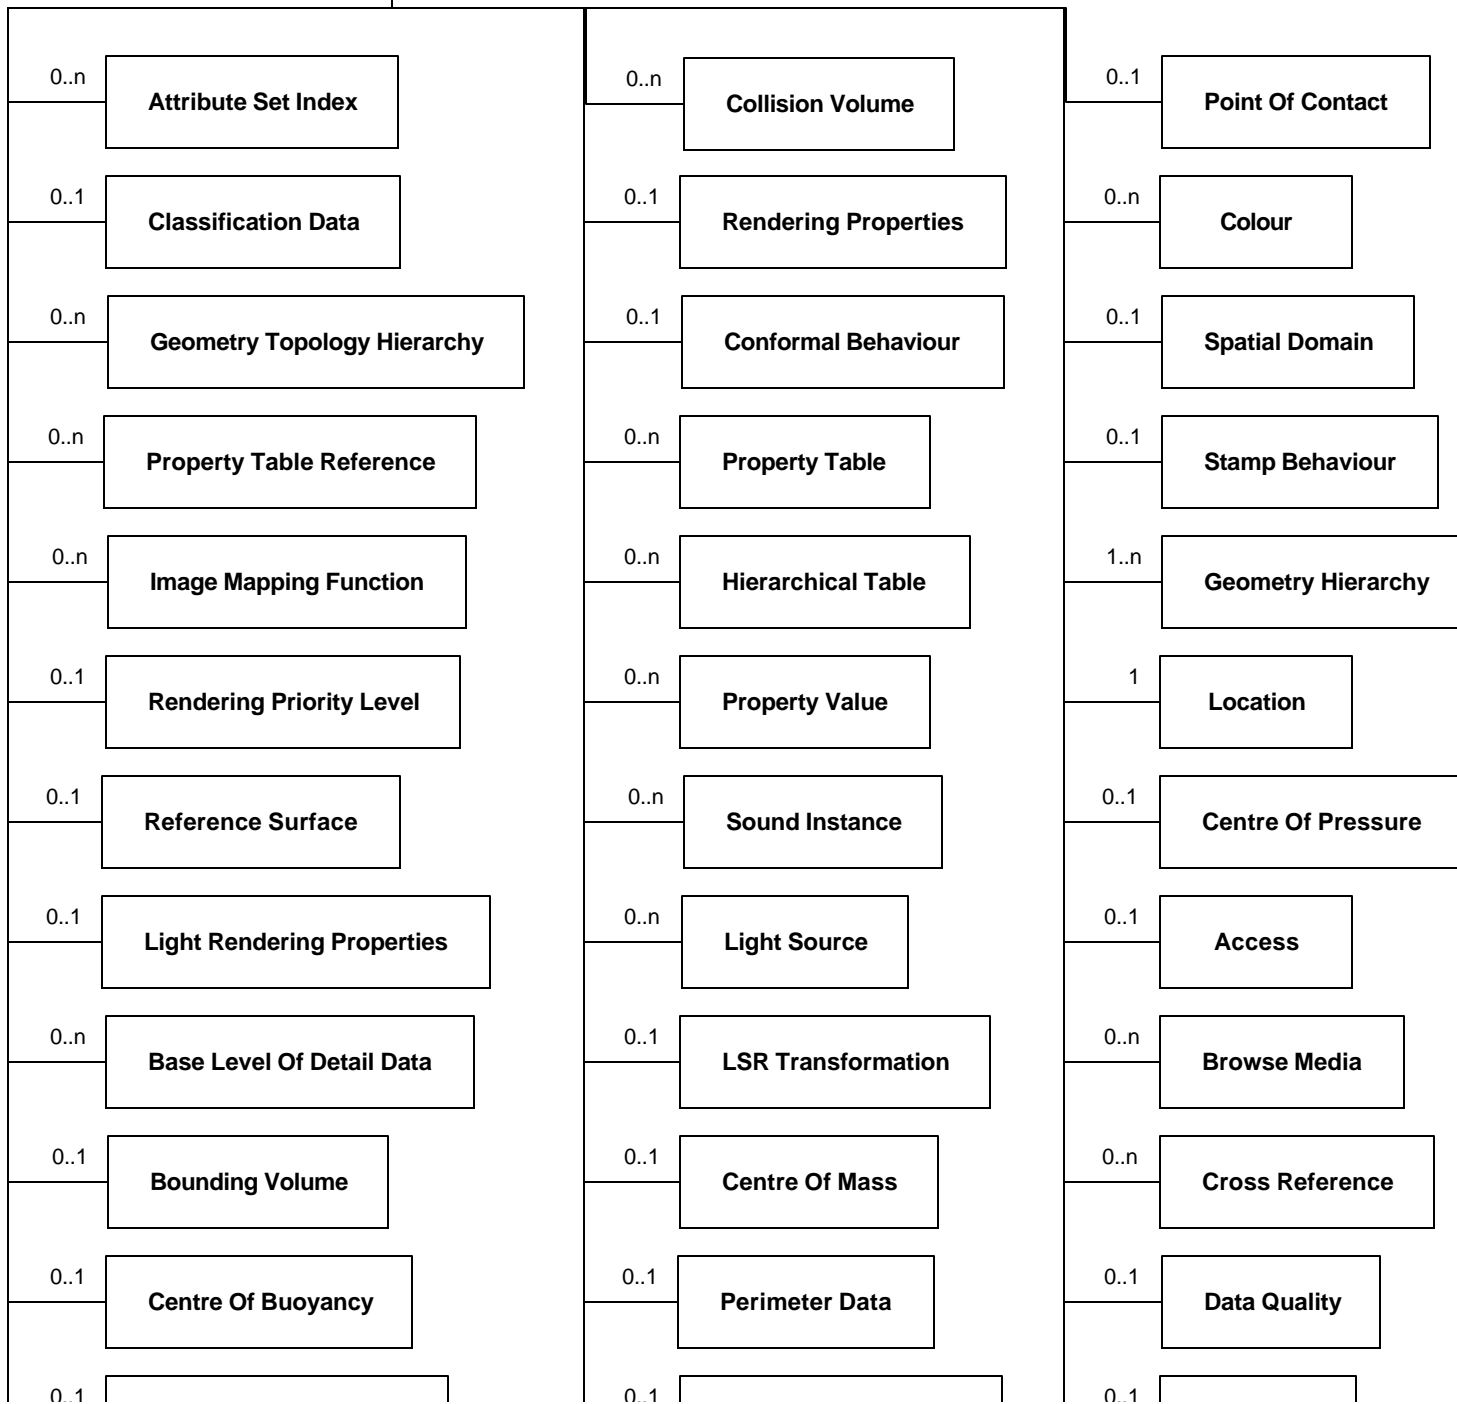 0..n
Attribute Set Index
0..n
Collision Volume
0..1
Point Of Contact
0..1
Classification Data
0..1
Rendering Properties
0..n
Colour
0..n
Geometry Topology Hierarchy
0..1
Conformal Behaviour
0..1
Spatial Domain
0..n
Property Table Reference
0..n
Property Table
0..1
Stamp Behaviour
0..n
Image Mapping Function
0..n
Hierarchical Table
1..n
Geometry Hierarchy
0..1
Rendering Priority Level
0..n
Property Value
1
Location
0..1
Reference Surface
0..n
Sound Instance
0..1
Centre Of Pressure
0..1
Light Rendering Properties
0..n
Light Source
0..1
Access
0..n
Base Level Of Detail Data
0..1
LSR Transformation
0..n
Browse Media
0..1
Bounding Volume
0..1
Centre Of Mass
0..n
Cross Reference
0..1
Centre Of Buoyancy
0..1
Perimeter Data
0..1
Data Quality
0..1
0..1
0..1